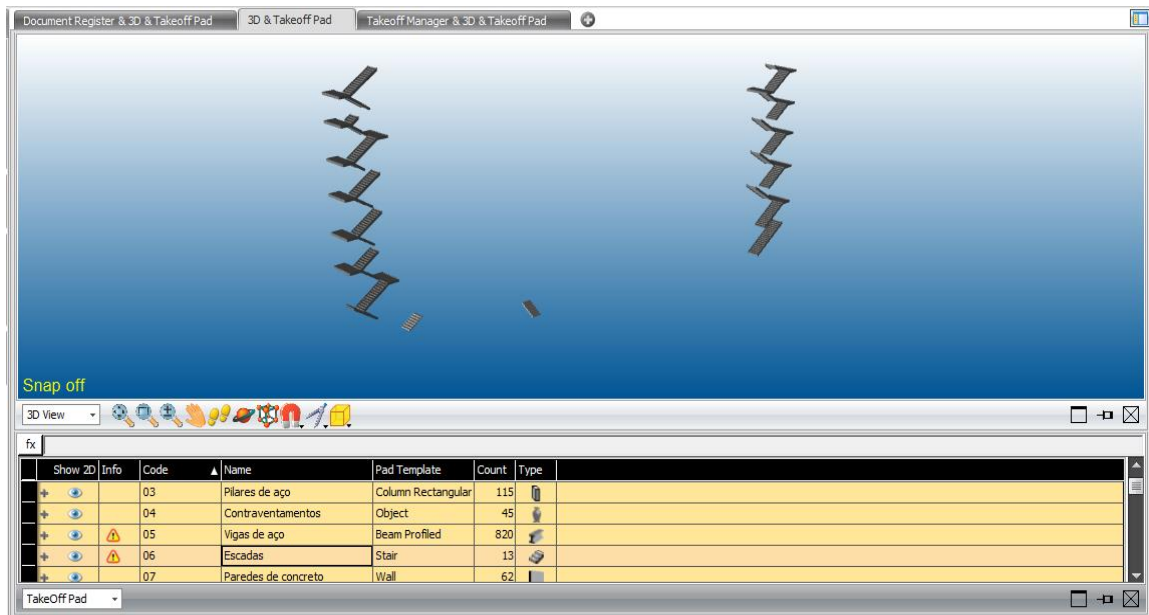 Document Register & 3D & Takeoff Pad 3D & Takeoff Pad Takeoff Manager & 3D & Takeoff Pad
Snap off
3D View
fx
Show 2D Info Code Name Pad Template Count Type
03 Pilares de aço Column Rectangular 115
04 Contraventamentos Object 45
05 Vigas de aço Beam Profiled 820
06 Escadas Stair 13
07 Paredes de concreto Wall 62
TakeOff Pad